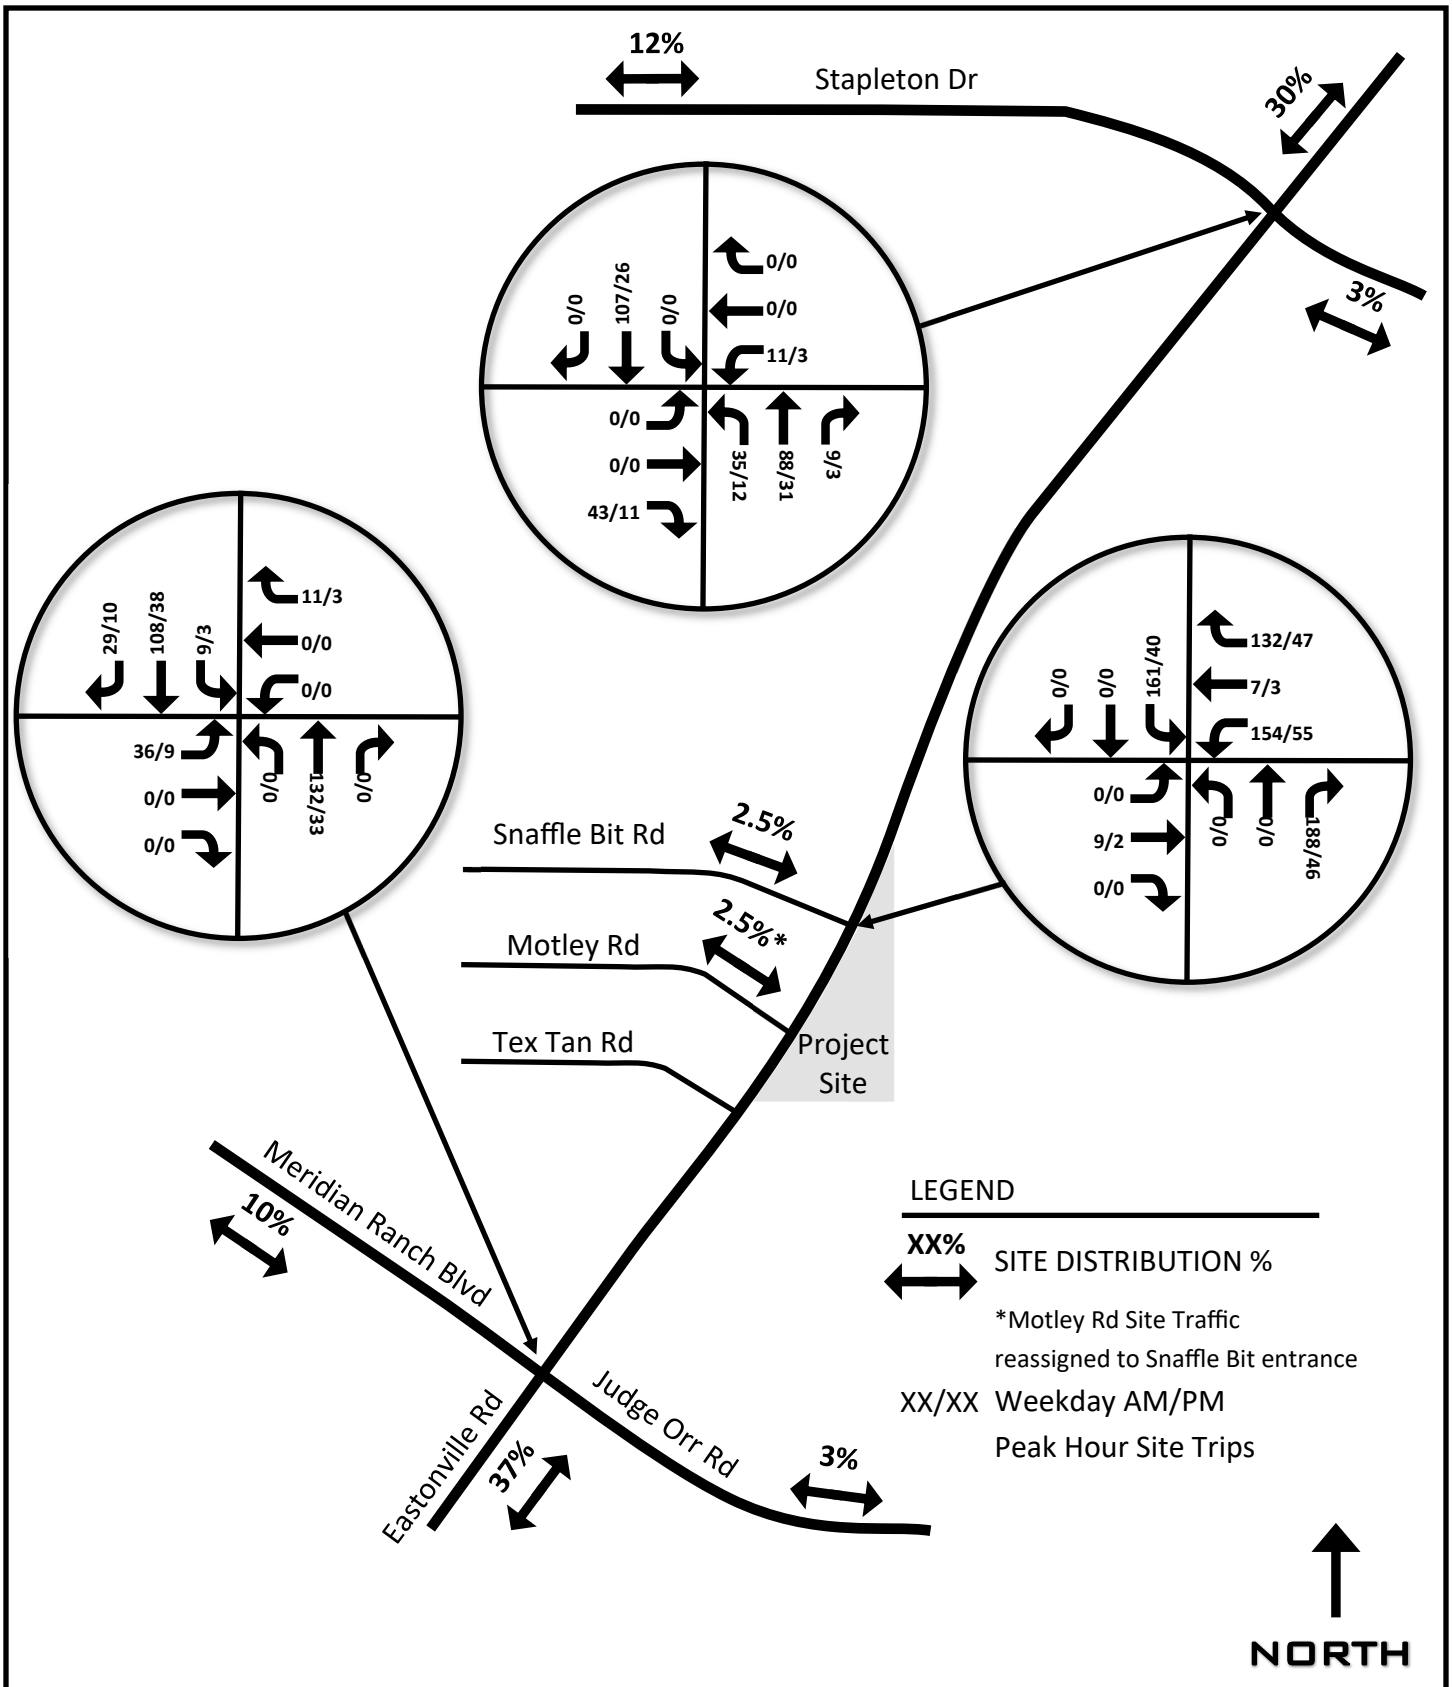 12%
Stapleton Dr
30%
3%
0/0
107/26
0/0
0/0
0/0
11/3
0/0
0/0
43/11
35/12
88/31
9/3
29/10
108/38
9/3
11/3
0/0
0/0
36/9
0/0
0/0
0/0
132/33
0/0
0/0
0/0
161/40
132/47
7/3
154/55
0/0
9/2
0/0
0/0
0/0
188/46
Snaffle Bit Rd
2.5%
Motley Rd
2.5%*
Tex Tan Rd
Project
Site
Meridian Ranch Blvd
10%
Judge Orr Rd
3%
Eastonville Rd
37%
LEGEND
XX%
SITE DISTRIBUTION %
*Motley Rd Site Traffic
reassigned to Snaffle Bit entrance
XX/XX Weekday AM/PM
Peak Hour Site Trips
NORTH